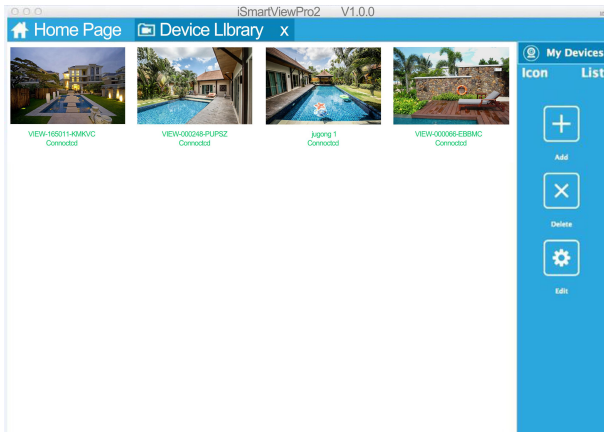 iSmartViewPro2 V1.0.0
Home Page
Device LIbrary x
My Devices
Icon List
VIEW-165011-KMKVC
Connected
VIEW-000248-PUPSZ
Connected
jugong 1
Connected
VIEW-000066-EBBMC
Connected
Add
Delete
Edit